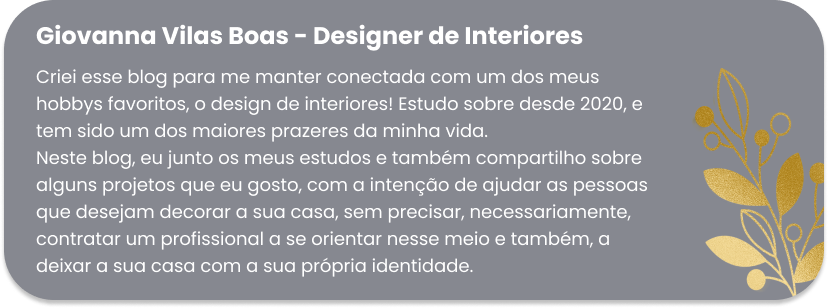 Giovanna Vilas Boas - Designer de Interiores
Criei esse blog para me manter conectada com um dos meus
hobbys favoritos, o design de interiores! Estudo sobre desde 2020, e
tem sido um dos maiores prazeres da minha vida.
Neste blog, eu junto os meus estudos e também compartilho sobre
alguns projetos que eu gosto, com a intenção de ajudar as pessoas
que desejam decorar a sua casa, sem precisar, necessariamente,
contratar um profissional a se orientar nesse meio e também, a
deixar a sua casa com a sua própria identidade.